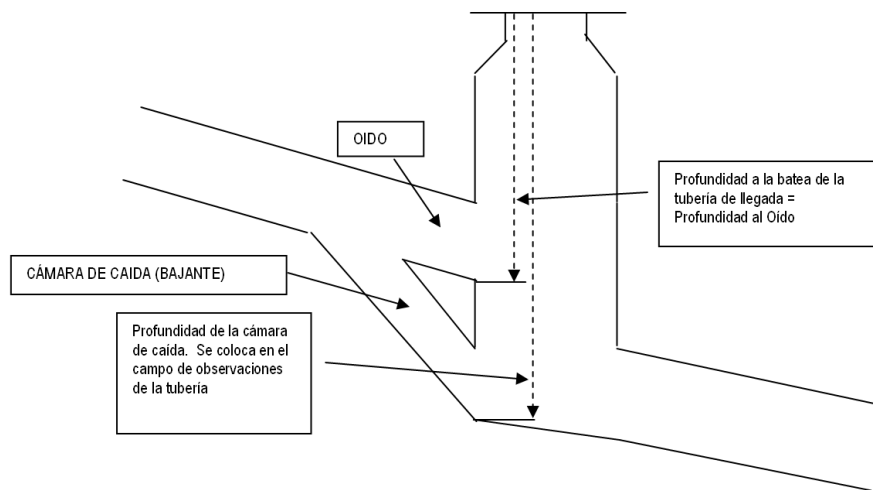 OIDO
Profundidad a la batea de la
tubería de llegada =
Profundidad al Oído
CÁMARA DE CAIDA (BAJANTE)
Profundidad de la cámara
de caída. Se coloca en el
campo de observaciones
de la tubería